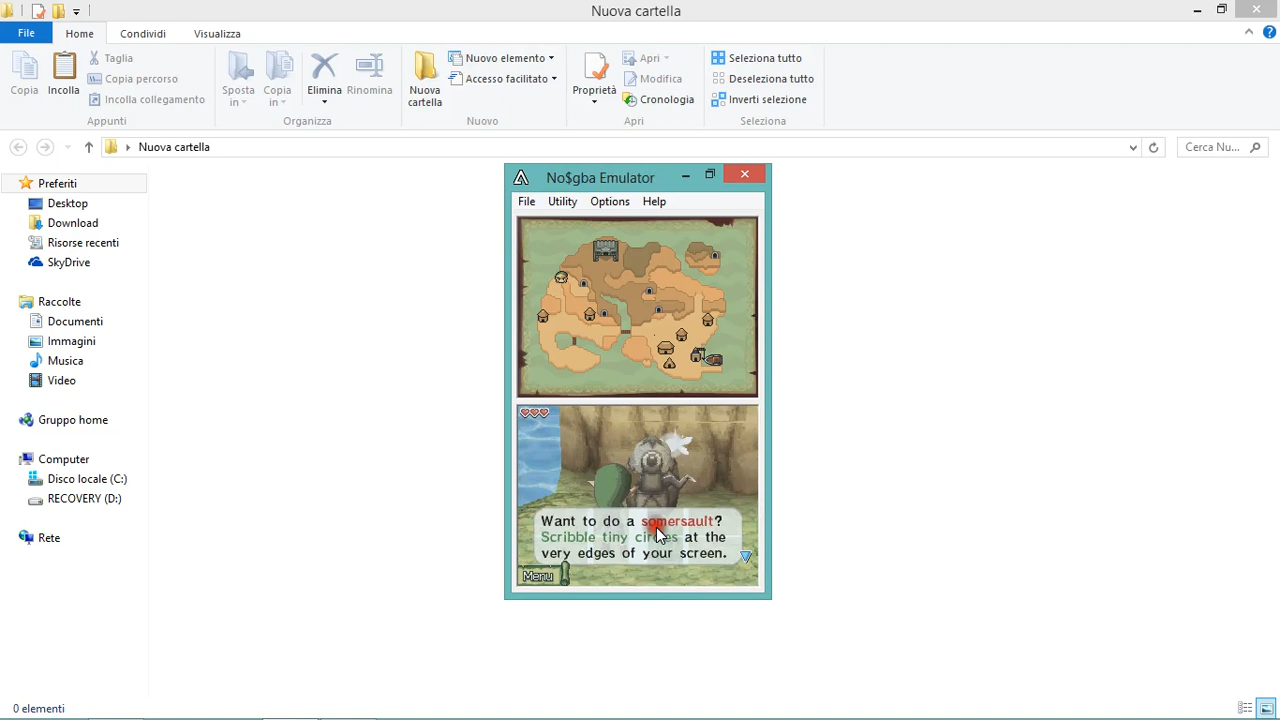 Nuova cartella
File
Home
Condividi
Visualizza
Copia
Incolla
Taglia
Copia percorso
Incolla collegamento
Appunti
Sposta in
Copia in
Elimina
Rinomina
Organizza
Nuova cartella
Nuovo elemento
Accesso facilitato
Nuovo
Proprietà
Apri
Modifica
Cronologia
Apri
Seleziona tutto
Deseleziona tutto
Inverti selezione
Seleziona
Nuova cartella
Cerca Nu...
Preferiti
Desktop
Download
Risorse recenti
SkyDrive
Raccolte
Documenti
Immagini
Musica
Video
Gruppo home
Computer
Disco locale (C:)
RECOVERY (D:)
Rete
No$gba Emulator
File Utility Options Help
Want to do a somersault?
Scribble tiny circles at the
very edges of your screen.
Menu
0 elementi